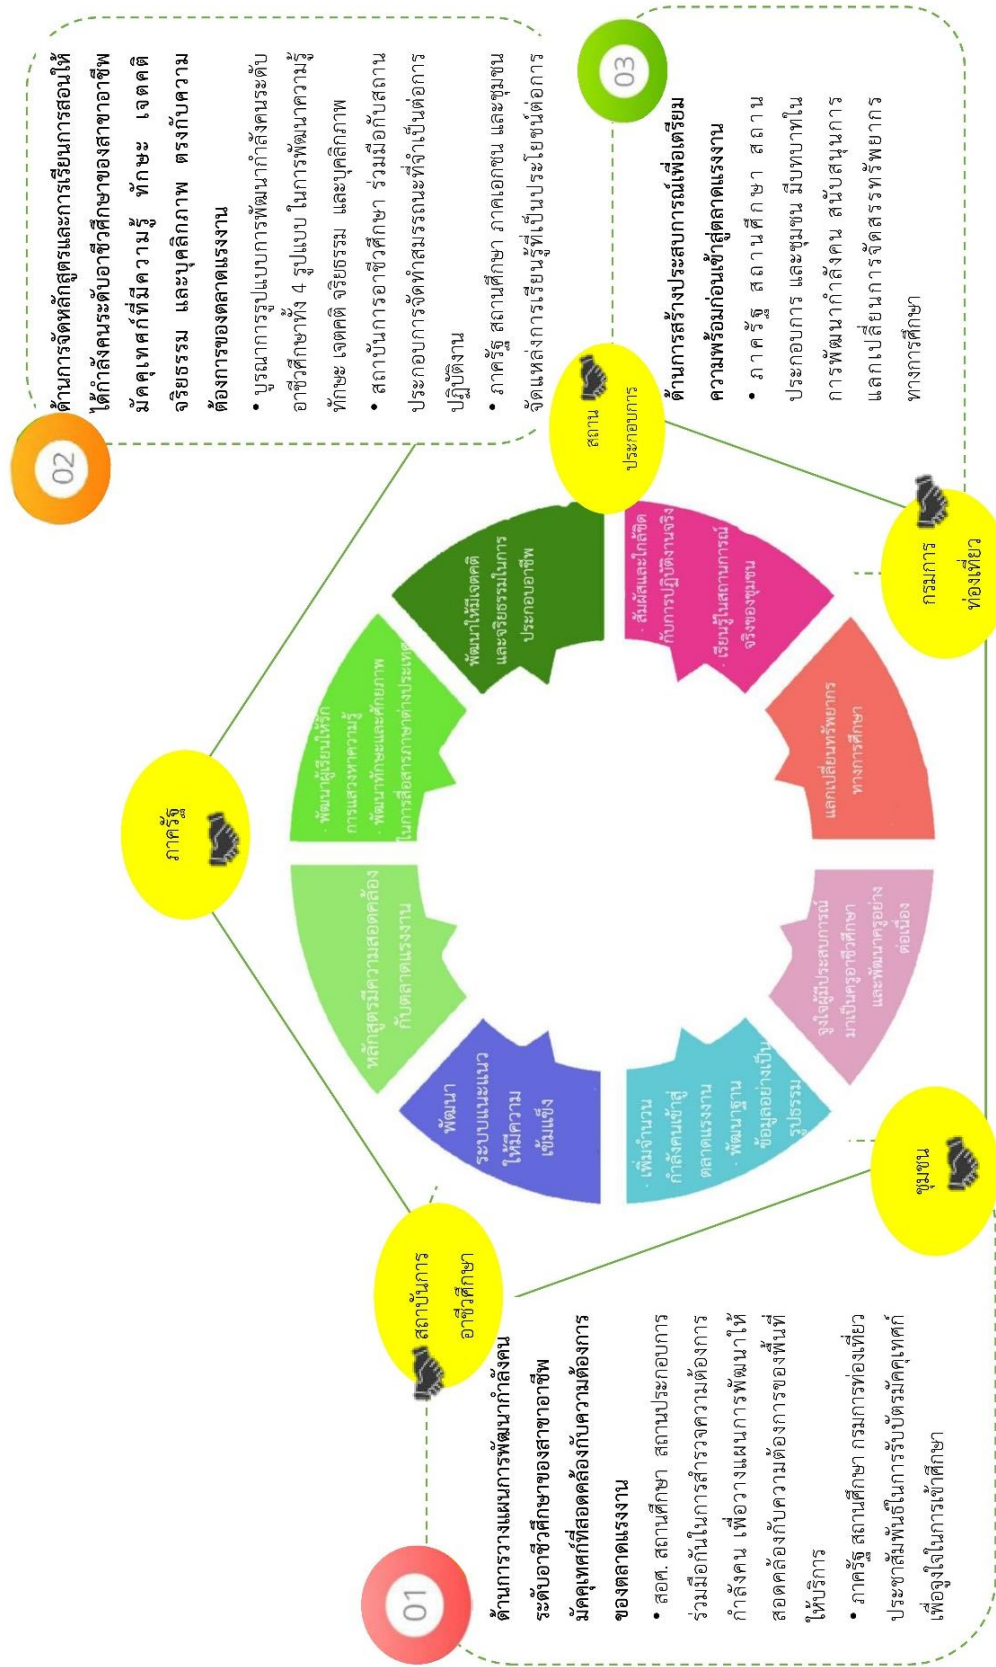 01
ด้านการวางแผนการพัฒนากำลังคน
ระดับอาชีวศึกษาของสาขาอาชีพ
มัคคุเทศก์ที่สอดคล้องกับความต้องการ
ของตลาดแรงงาน
• สอศ. สถานศึกษา สถานประกอบการ
ร่วมมือกันในการสำรวจความต้องการ
กำลังคน เพื่อวางแผนการพัฒนาให้
สอดคล้องกับความต้องการของพื้นที่
ให้บริการ
• ภาครัฐ สถานศึกษา กรมการท่องเที่ยว
ประชาสัมพันธ์ในการรับบัตรมัคคุเทศก์
เพื่อจูงใจในการเข้าศึกษา
02
ด้านการจัดหลักสูตรและการเรียนการสอนให้
ได้กำลังคนระดับอาชีวศึกษาของสาขาอาชีพ
มัคคุเทศก์ที่มีความรู้ ทักษะ เจตคติ
จริยธรรม และบุคลิกภาพ ตรงกับความ
ต้องการของตลาดแรงงาน
• บูรณาการรูปแบบการพัฒนากำลังคนระดับ
อาชีวศึกษาทั้ง 4 รูปแบบ ในการพัฒนาความรู้
ทักษะ เจตคติ จริยธรรม และบุคลิกภาพ
• สถาบันการอาชีวศึกษา ร่วมมือกับสถาน
ประกอบการจัดทำสมรรถนะที่จำเป็นต่อการ
ปฏิบัติงาน
• ภาครัฐ สถานศึกษา ภาคเอกชน และชุมชน
จัดแหล่งการเรียนรู้ที่เป็นประโยชน์ต่อการ
03
ด้านการสร้างประสบการณ์เพื่อเตรียม
ความพร้อมก่อนเข้าสู่ตลาดแรงงาน
• ภาครัฐ สถานศึกษา สถาน
ประกอบการ และชุมชน มีบทบาทใน
การพัฒนากำลังคน สนับสนุนการ
แลกเปลี่ยนการจัดสรรทรัพยากร
ทางการศึกษา
ภาครัฐ
สถาบันการ
อาชีวศึกษา
สถาน
ประกอบการ
ชุมชน
กรมการ
ท่องเที่ยว
หลักสูตรมีความสอดคล้อง
กับตลาดแรงงาน
· พัฒนาผู้เรียนให้รัก
การแสวงหาความรู้
· พัฒนาทักษะและศักยภาพ
ในการสื่อสารภาษาต่างประเทศ
พัฒนาให้มีเจตคติ
และจริยธรรมในการ
ประกอบอาชีพ
· สัมผัสและใกล้ชิด
กับการปฏิบัติงานจริง
· เรียนรู้ในสถานการณ์
จริงของชุมชน
แลกเปลี่ยนทรัพยากร
ทางการศึกษา
จูงใจผู้มีประสบการณ์
มาเป็นครูอาชีวศึกษา
และพัฒนาครูอย่าง
ต่อเนื่อง
· เพิ่มจำนวน
กำลังคนเข้าสู่
ตลาดแรงงาน
· พัฒนาฐาน
ข้อมูลอย่างเป็น
รูปธรรม
พัฒนา
ระบบแนะแนว
ให้มีความ
เข้มแข็ง